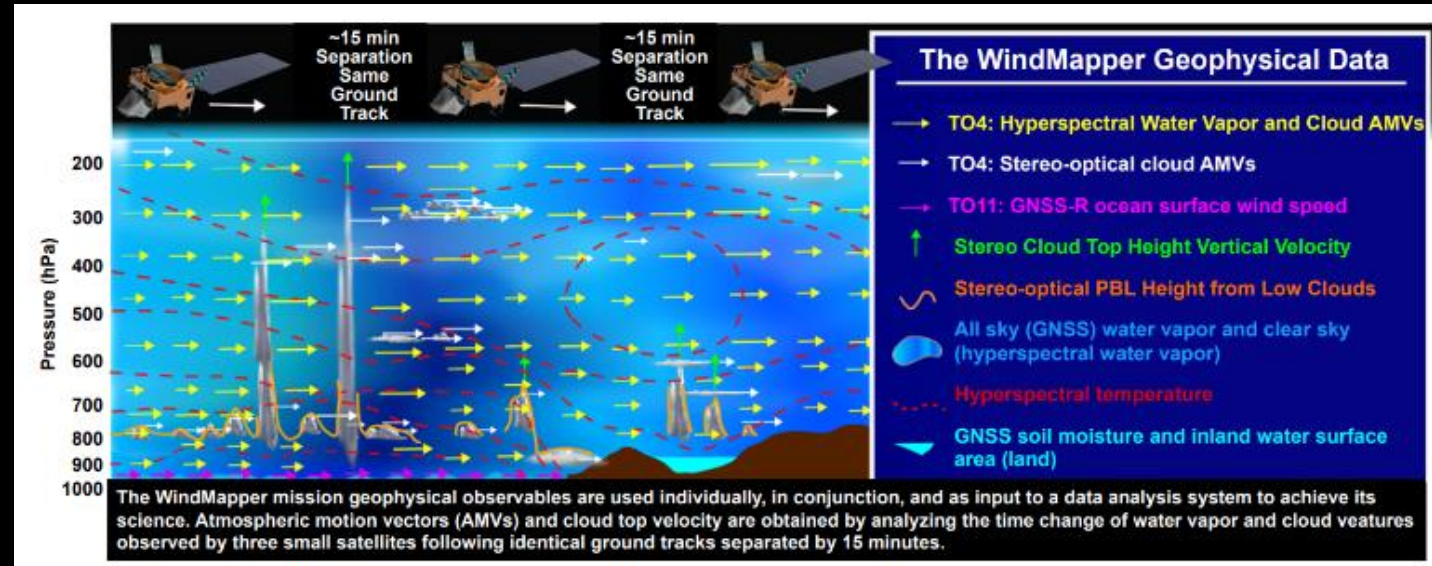 ~15 min
Separation
Same
Ground
Track
~15 min
Separation
Same
Ground
Track
The WindMapper Geophysical Data
TO4: Hyperspectral Water Vapor and Cloud AMVs
TO4: Stereo-optical cloud AMVs
TO11: GNSS-R ocean surface wind speed
Stereo Cloud Top Height Vertical Velocity
Stereo-optical PBL Height from Low Clouds
All sky (GNSS) water vapor and clear sky
(hyperspectral water vapor)
Hyperspectral temperature
GNSS soil moisture and inland water surface
area (land)
Pressure (hPa)
200
300
400
500
600
700
800
900
1000
The WindMapper mission geophysical observables are used individually, in conjunction, and as input to a data analysis system to achieve its
science. Atmospheric motion vectors (AMVs) and cloud top velocity are obtained by analyzing the time change of water vapor and cloud veatures
observed by three small satellites following identical ground tracks separated by 15 minutes.